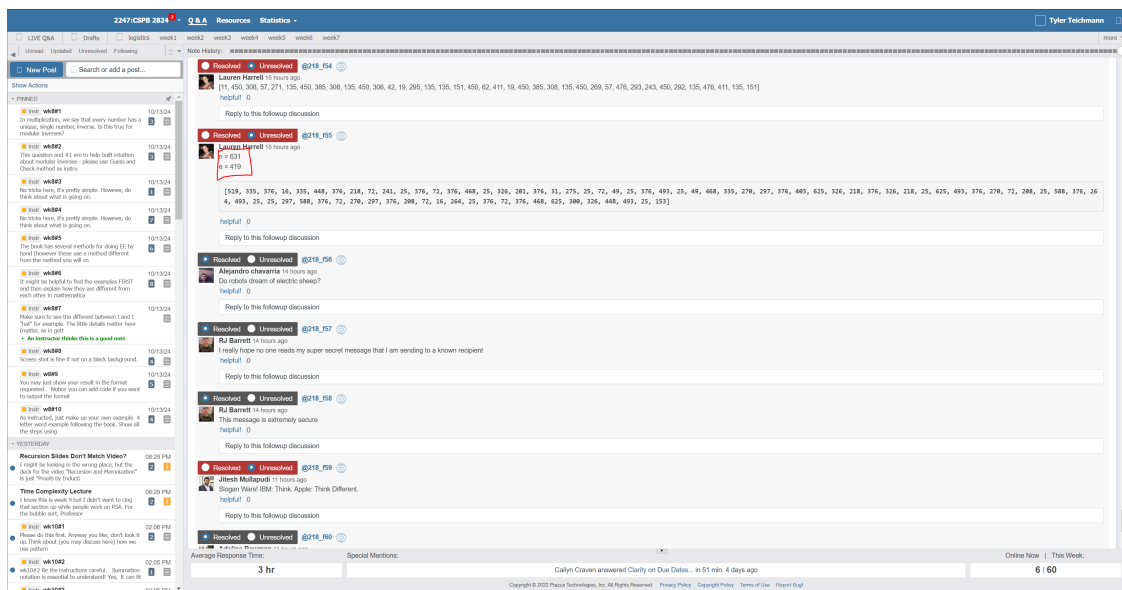 2247:CSPB 2824 7 Q & A Resources Statistics Tyler Teichmann
LIVE Q&A Drafts logistics week1 week2 week3 week4 week5 week6 week7 more
Unread Updated Unresolved Following
Note History:
New Post Search or add a post...
Show Actions
PINNED
Instr wk8#1 10/13/24
In multiplication, we say that every number has a
unique, single number, inverse. Is this true for
modular inverses?
3
Instr wk8#2 10/13/24
This question and #1 are to help built intuition
about modular inverses - please use Guess and
Check method as instru
3
Instr wk8#3 10/13/24
No tricks here, it's pretty simple. However, do
think about what is going on.
1
Instr wk8#4 10/13/24
No tricks here, it's pretty simple. However, do
think about what is going on.
7
Instr wk8#5 10/13/24
The book has several methods for doing EE by
hand (however these use a method different
from the method you will co
6
Instr wk8#6 10/13/24
It might be helpful to find the examples FIRST
and then explain how they are different from
each other in mathematica
8
Instr wk8#7 10/13/24
Make sure to see the different between t and t
"hat" for example. The little details matter here
(matter, as in gett
• An instructor thinks this is a good note
Instr wk8#8 10/13/24
Screen shot is fine if not on a black background.
4
Instr w8#9 10/13/24
You may just show your result in the format
requested. Notice you can add code if you want
to output the format
5
Instr w8#10 10/13/24
As instructed, just make up your own example 4
letter word example following the book. Show all
the steps using
4
YESTERDAY
Recursion Slides Don't Match Video? 08:29 PM
I might be looking in the wrong place, but the
deck for the video "Recursion and Memoization"
is just "Proofs by Inducti
2 i
Time Complexity Lecture 08:29 PM
I know this is week 9 but I didn't want to clog
that section up while people work on RSA. For
the bubble sort, Professor
2 i
Instr wk10#1 02:06 PM
Please do this first. Anyway you like, don't look it
up.Think about (you may discuss here) how we
use pattern
2
Instr wk10#2 02:05 PM
wk10#2 Re the instructions careful. Summation
notation is essential to understand! Yes, it can fit
1
Instr wk10#3 02:05 PM
Resolved Unresolved @218_f54
Lauren Harrell 15 hours ago
[11, 450, 308, 57, 271, 135, 450, 385, 308, 135, 450, 306, 42, 19, 295, 135, 135, 151, 450, 62, 411, 19, 450, 385, 308, 135, 450, 269, 57, 476, 293, 243, 450, 292, 135, 476, 411, 135, 151]
helpful! 0
Reply to this followup discussion
Resolved Unresolved @218_f55
Lauren Harrell 15 hours ago
n = 631
e = 419
[519, 335, 376, 16, 335, 448, 376, 218, 72, 241, 25, 376, 72, 376, 468, 25, 326, 201, 376, 31, 275, 25, 72, 49, 25, 376, 493, 25, 49, 468, 335, 270, 297, 376, 403, 625, 326, 218, 376, 326, 218, 25, 625, 493, 376, 270, 72, 208, 25, 588, 376, 26
4, 493, 25, 25, 297, 588, 376, 72, 270, 297, 376, 208, 72, 16, 264, 25, 376, 72, 376, 468, 625, 300, 326, 448, 493, 25, 153]
helpful! 0
Reply to this followup discussion
Resolved Unresolved @218_f56
Alejandro chavarria 14 hours ago
Do robots dream of electric sheep?
helpful! 0
Reply to this followup discussion
Resolved Unresolved @218_f57
RJ Barrett 14 hours ago
I really hope no one reads my super secret message that I am sending to a known recipient
helpful! 0
Reply to this followup discussion
Resolved Unresolved @218_f58
RJ Barrett 14 hours ago
This message is extremely secure
helpful! 0
Reply to this followup discussion
Resolved Unresolved @218_f59
Jitesh Mullapudi 11 hours ago
Slogan Wars! IBM: Think. Apple: Think Different.
helpful! 0
Reply to this followup discussion
Resolved Unresolved @218_f60
Average Response Time: Special Mentions: Online Now | This Week:
3 hr Cailyn Craven answered Clarity on Due Dates... in 51 min. 4 days ago 6 | 60
Copyright © 2022 Piazza Technologies, Inc. All Rights Reserved. Privacy Policy Copyright Policy Terms of Use Report Bug!